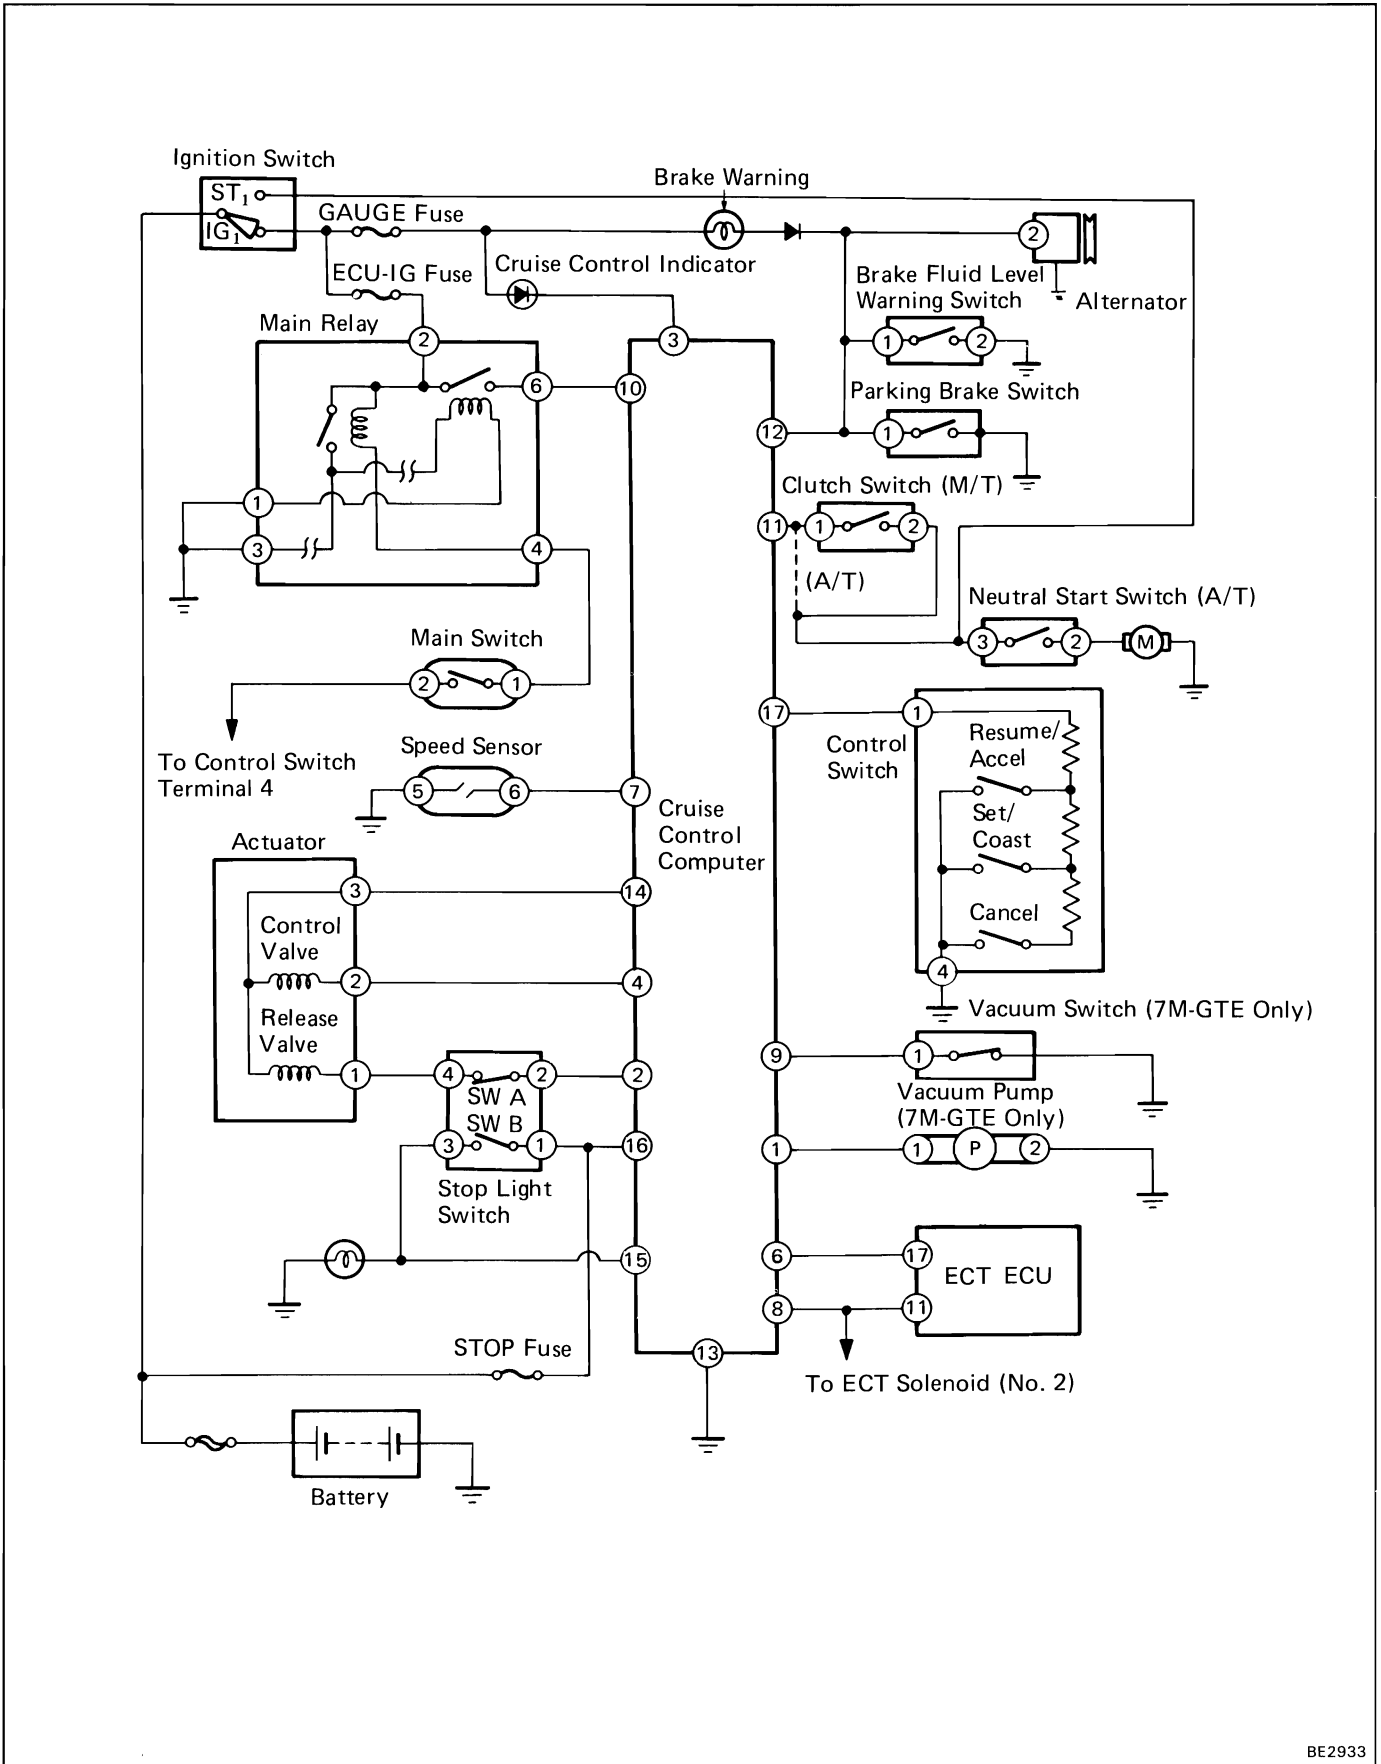 Ignition Switch
ST1
IG1
GAUGE Fuse
Brake Warning
ECU-IG Fuse
Cruise Control Indicator
2
Brake Fluid Level
Warning Switch
Alternator
Main Relay
2
3
1
2
6
10
Parking Brake Switch
12
1
Clutch Switch (M/T)
1
11
1
2
3
4
(A/T)
Neutral Start Switch (A/T)
Main Switch
3
2
M
2
1
17
1
To Control Switch
Terminal 4
Speed Sensor
Control
Switch
Resume/
Accel
5
6
7
Cruise
Control
Computer
Set/
Coast
Actuator
3
14
Control
Valve
Cancel
2
4
4
Release
Valve
Vacuum Switch (7M-GTE Only)
9
1
1
4
2
2
SW A
SW B
Vacuum Pump
(7M-GTE Only)
3
1
16
1
1
P
2
Stop Light
Switch
15
6
17
ECT ECU
8
11
STOP Fuse
13
To ECT Solenoid (No. 2)
Battery
BE2933